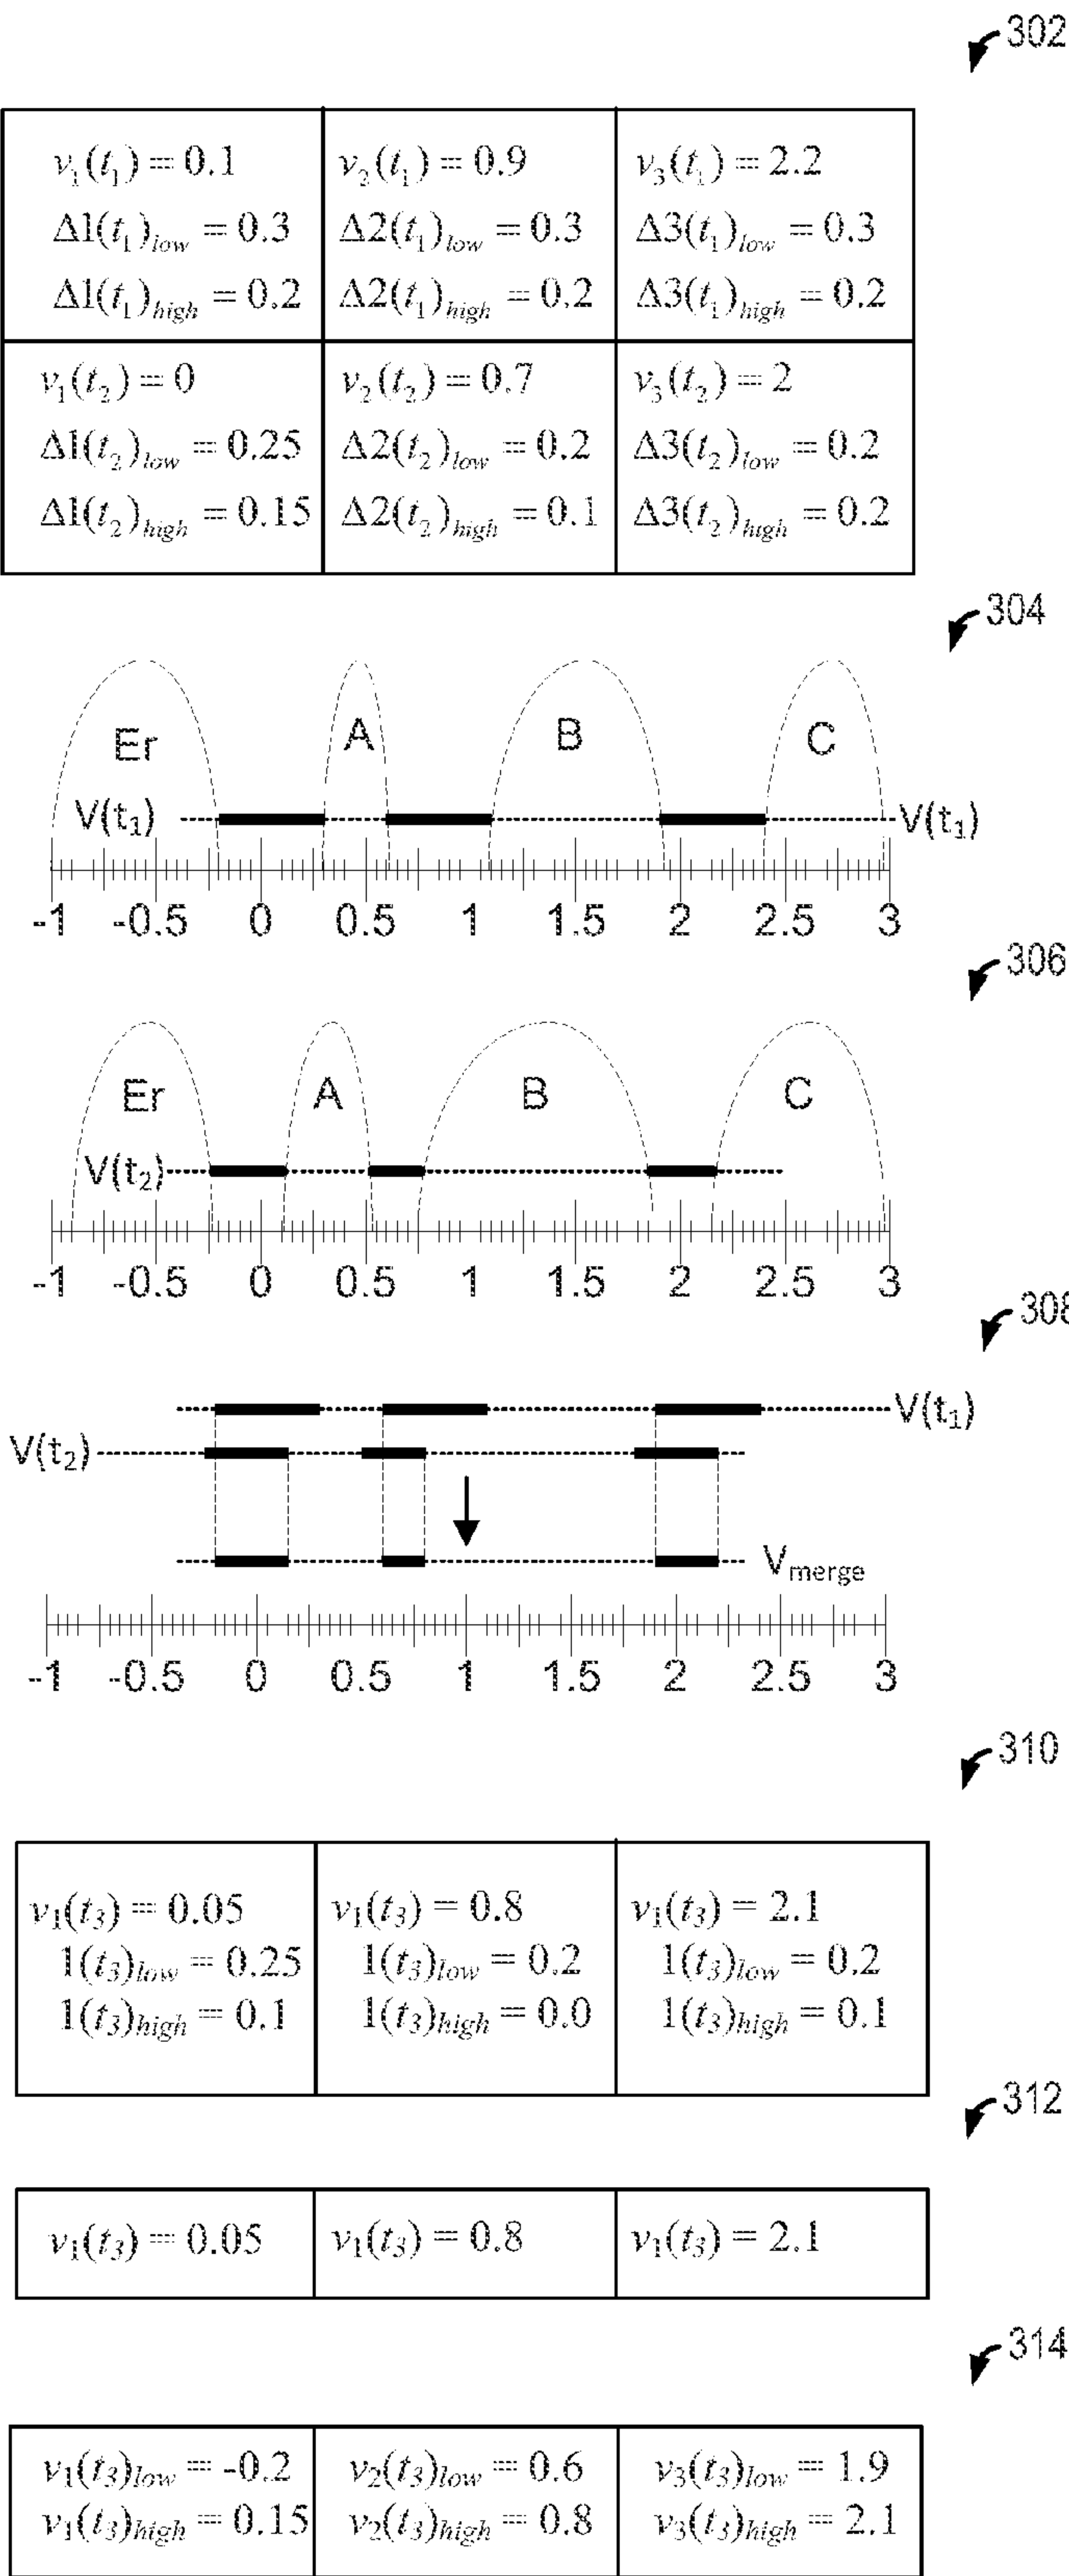 302
v₁(t₁) = 0.1
Δ1(t₁)low = 0.3
Δ1(t₁)high = 0.2
v₂(t₁) = 0.9
Δ2(t₁)low = 0.3
Δ2(t₁)high = 0.2
v₃(t₁) = 2.2
Δ3(t₁)low = 0.3
Δ3(t₁)high = 0.2
v₁(t₂) = 0
Δ1(t₂)low = 0.25
Δ1(t₂)high = 0.15
v₂(t₂) = 0.7
Δ2(t₂)low = 0.2
Δ2(t₂)high = 0.1
v₃(t₂) = 2
Δ3(t₂)low = 0.2
Δ3(t₂)high = 0.2
304
Er A B C
V(t₁) V(t₁)
-1 -0.5 0 0.5 1 1.5 2 2.5 3
306
Er A B C
V(t₂)
-1 -0.5 0 0.5 1 1.5 2 2.5 3
308
V(t₁)
V(t₂)
Vmerge
-1 -0.5 0 0.5 1 1.5 2 2.5 3
310
v₁(t₃) = 0.05
1(t₃)low = 0.25
1(t₃)high = 0.1
v₁(t₃) = 0.8
1(t₃)low = 0.2
1(t₃)high = 0.0
v₁(t₃) = 2.1
1(t₃)low = 0.2
1(t₃)high = 0.1
312
v₁(t₃) = 0.05
v₁(t₃) = 0.8
v₁(t₃) = 2.1
314
v₁(t₃)low = -0.2
v₁(t₃)high = 0.15
v₂(t₃)low = 0.6
v₂(t₃)high = 0.8
v₃(t₃)low = 1.9
v₃(t₃)high = 2.1